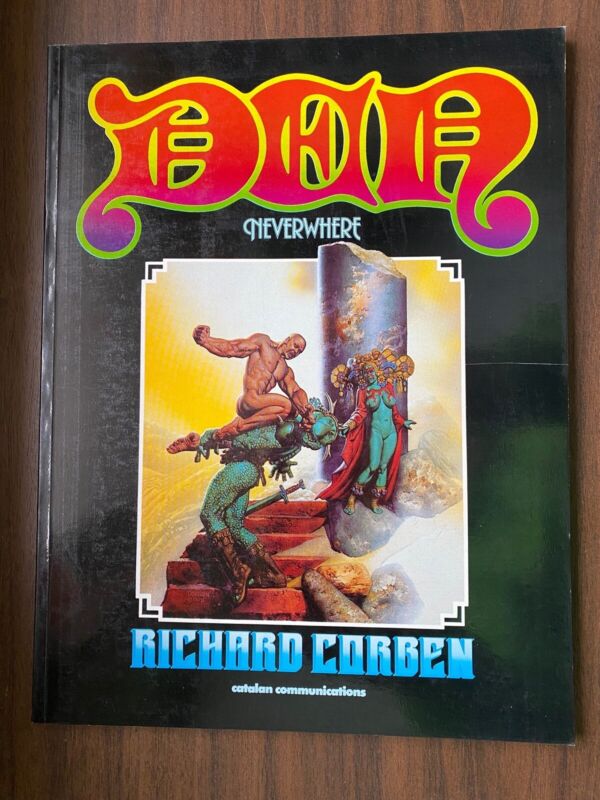 DEN
NEVERWHERE
RICHARD CORBEN
catalan communications